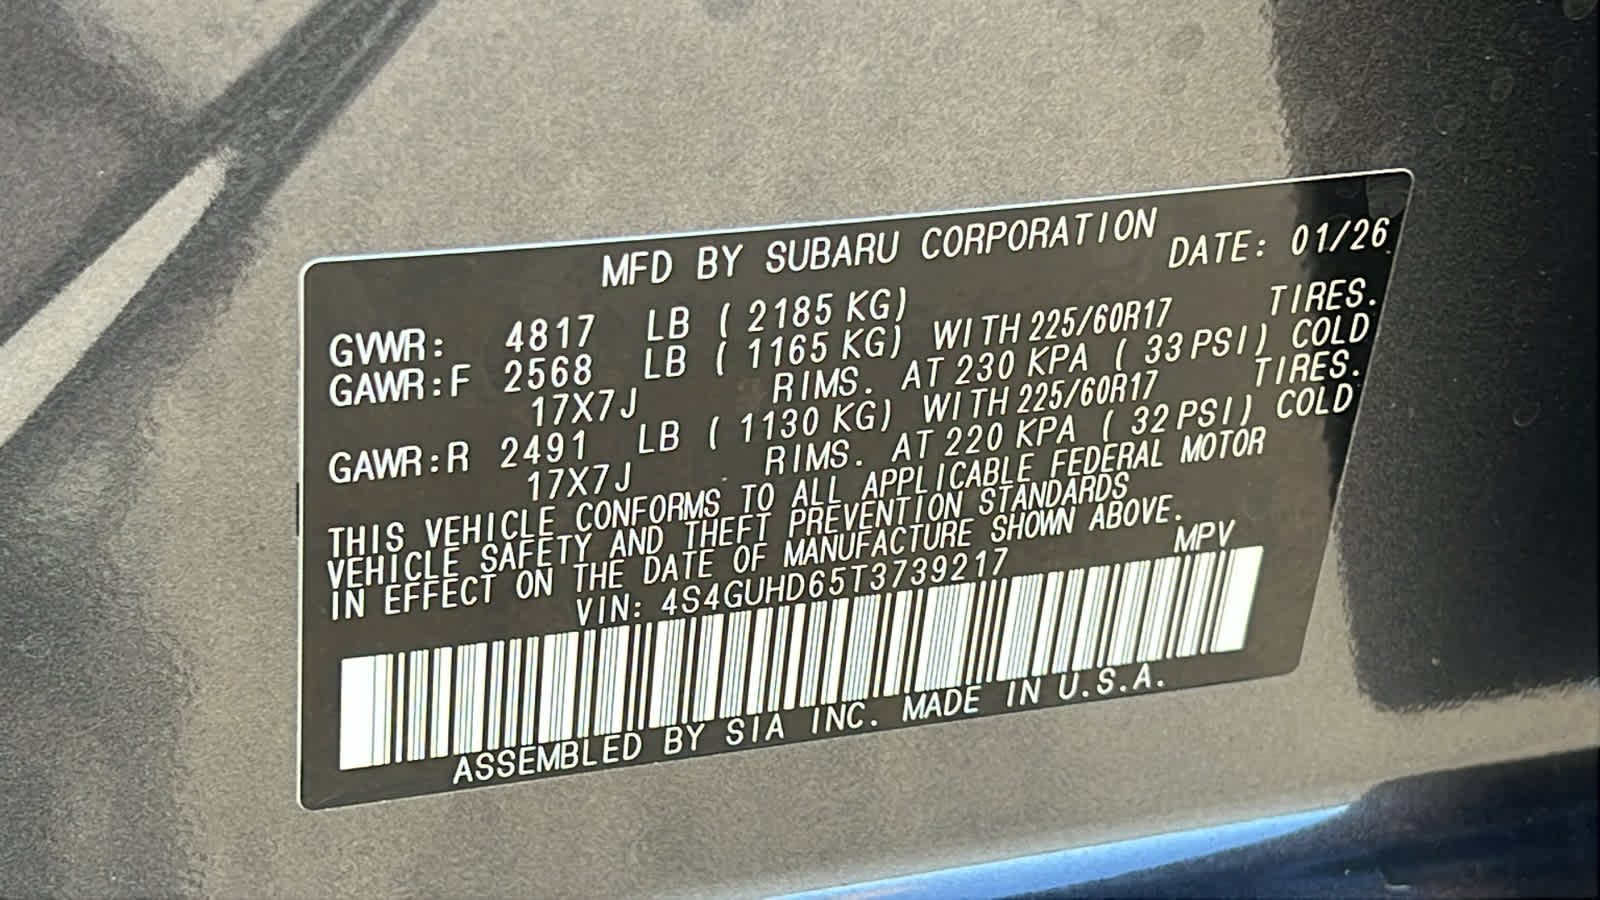 MFD BY SUBARU CORPORATION DATE: 01/26
GVWR: 4817 LB ( 2185 KG)
GAWR:F 2568 LB ( 1165 KG) WITH 225/60R17 TIRES.
17X7J RIMS. AT 230 KPA ( 33 PSI) COLD
GAWR:R 2491 LB ( 1130 KG) WITH 225/60R17 TIRES.
17X7J RIMS. AT 220 KPA ( 32 PSI) COLD
THIS VEHICLE CONFORMS TO ALL APPLICABLE FEDERAL MOTOR
VEHICLE SAFETY AND THEFT PREVENTION STANDARDS
IN EFFECT ON THE DATE OF MANUFACTURE SHOWN ABOVE.
VIN: 4S4GUHD65T3739217 MPV
ASSEMBLED BY SIA INC. MADE IN U.S.A.